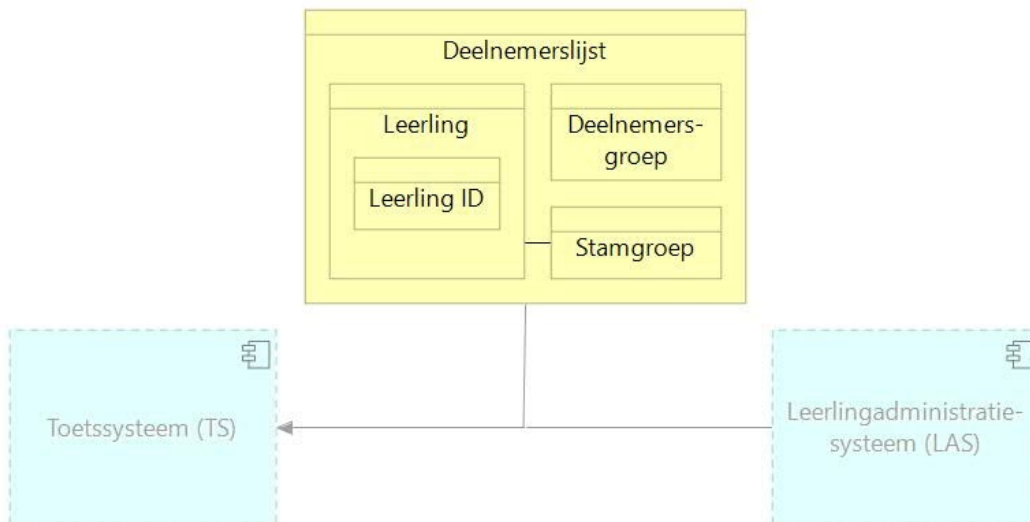 Deelnemerslijst
Leerling
Leerling ID
Deelnemers-
groep
Stamgroep
Toetssysteem (TS)
Leerlingadministratie-
systeem (LAS)